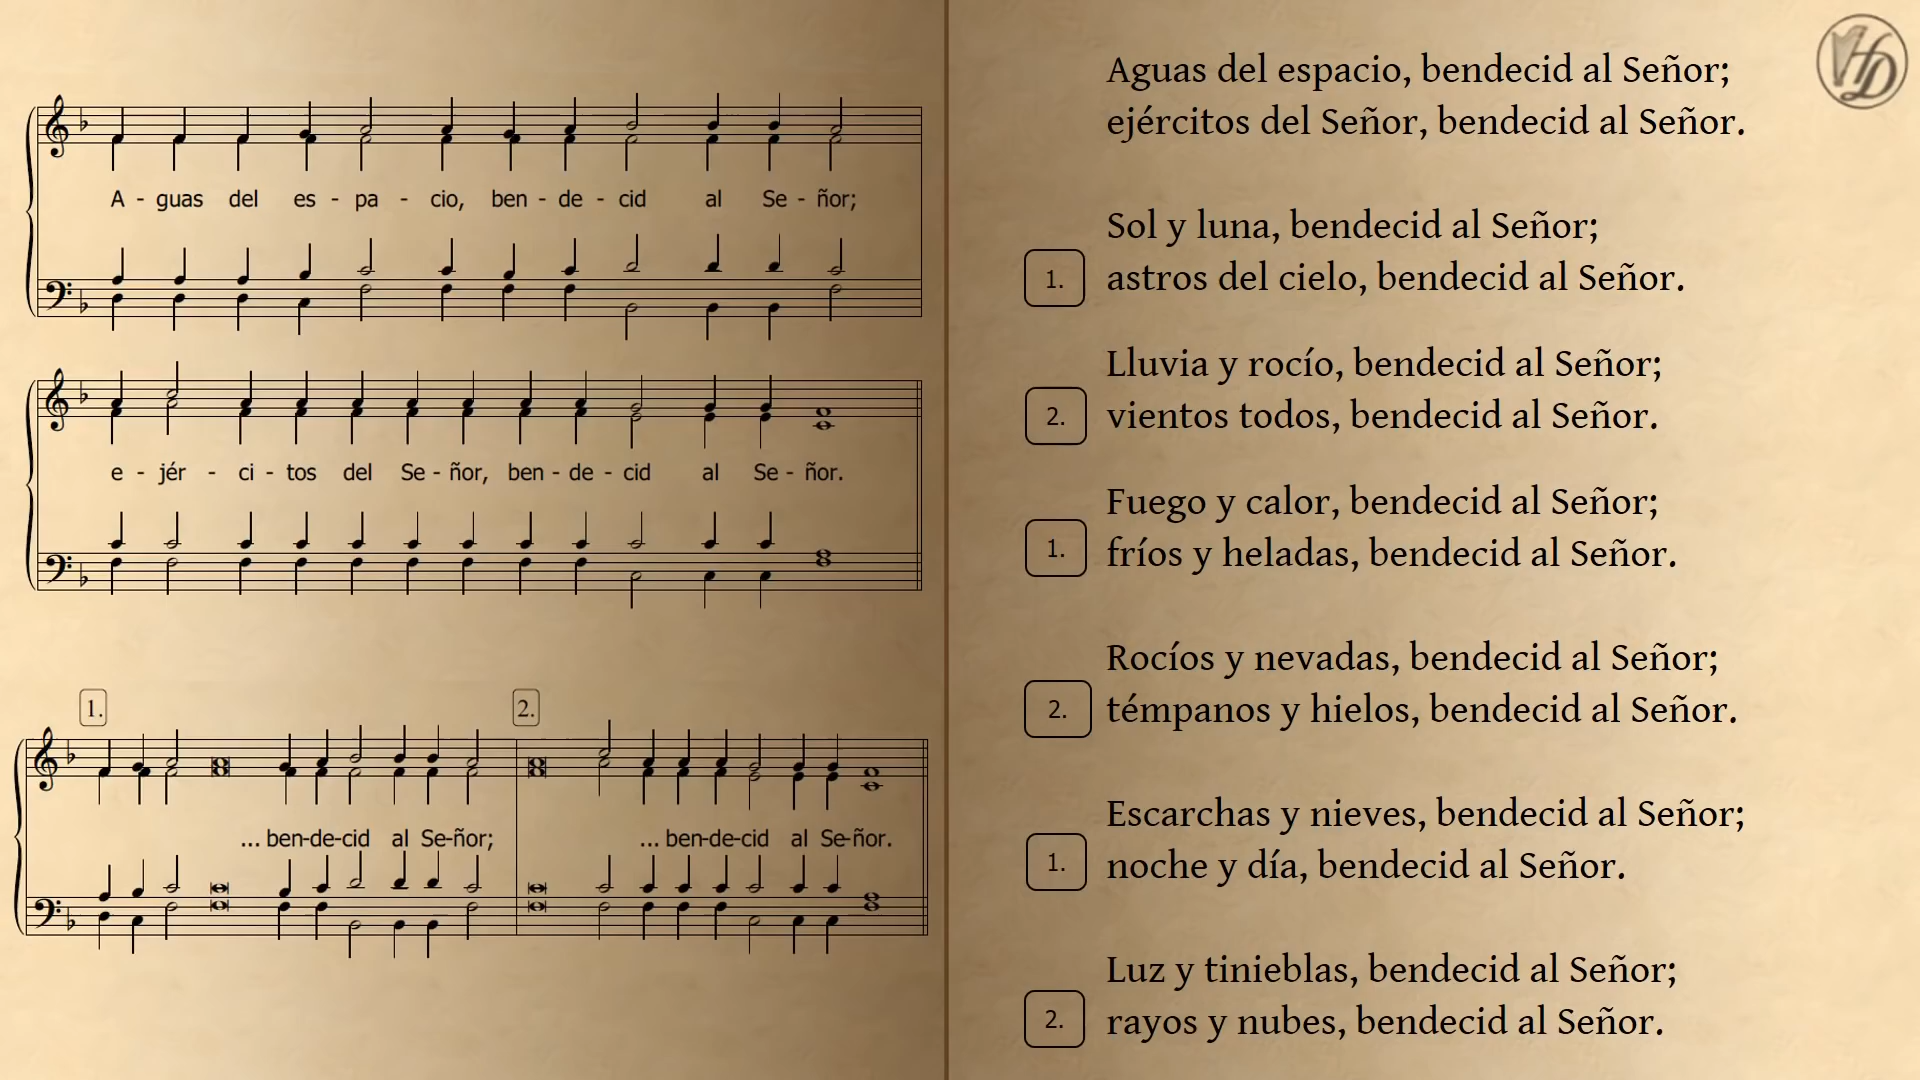 A - guas del es - pa - cio, ben - de - cid al Se - ñor;
e - jér - ci - tos del Se - ñor, ben - de - cid al Se - ñor.
1. 2.
... ben-de-cid al Se-ñor; ... ben-de-cid al Se-ñor.
Aguas del espacio, bendecid al Señor;
ejércitos del Señor, bendecid al Señor.
Sol y luna, bendecid al Señor;
1. astros del cielo, bendecid al Señor.
Lluvia y rocío, bendecid al Señor;
2. vientos todos, bendecid al Señor.
Fuego y calor, bendecid al Señor;
1. fríos y heladas, bendecid al Señor.
Rocíos y nevadas, bendecid al Señor;
2. témpanos y hielos, bendecid al Señor.
Escarchas y nieves, bendecid al Señor;
1. noche y día, bendecid al Señor.
Luz y tinieblas, bendecid al Señor;
2. rayos y nubes, bendecid al Señor.
HD